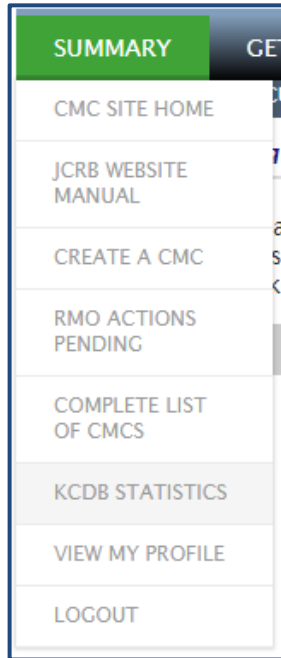 SUMMARY GE
CMC SITE HOME
JCRB WEBSITE
MANUAL
CREATE A CMC
RMO ACTIONS
PENDING
COMPLETE LIST
OF CMCS
KCDB STATISTICS
VIEW MY PROFILE
LOGOUT